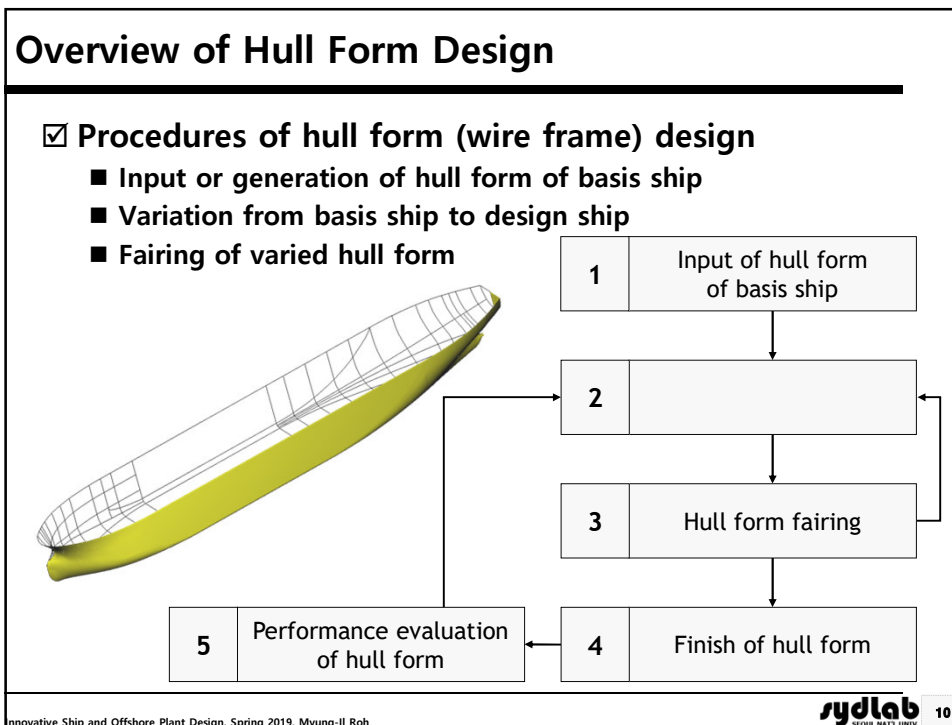 Overview of Hull Form Design
☑ Procedures of hull form (wire frame) design
■ Input or generation of hull form of basis ship
■ Variation from basis ship to design ship
■ Fairing of varied hull form
1
Input of hull form
of basis ship
2
3
Hull form fairing
4
Finish of hull form
5
Performance evaluation
of hull form
nnovative Ship and Offshore Plant Design, Spring 2019, Myung-Il Roh
sydlab
SEOUL NAT'L UNIV.
10